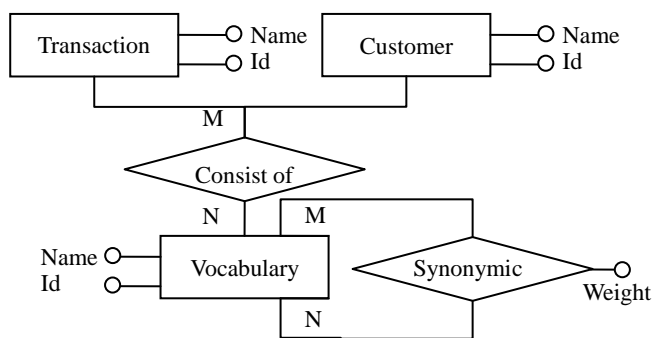 Transaction
Name
Id
Customer
Name
Id
M
Consist of
N
Name
Id
Vocabulary
M
N
Synonymic
Weight